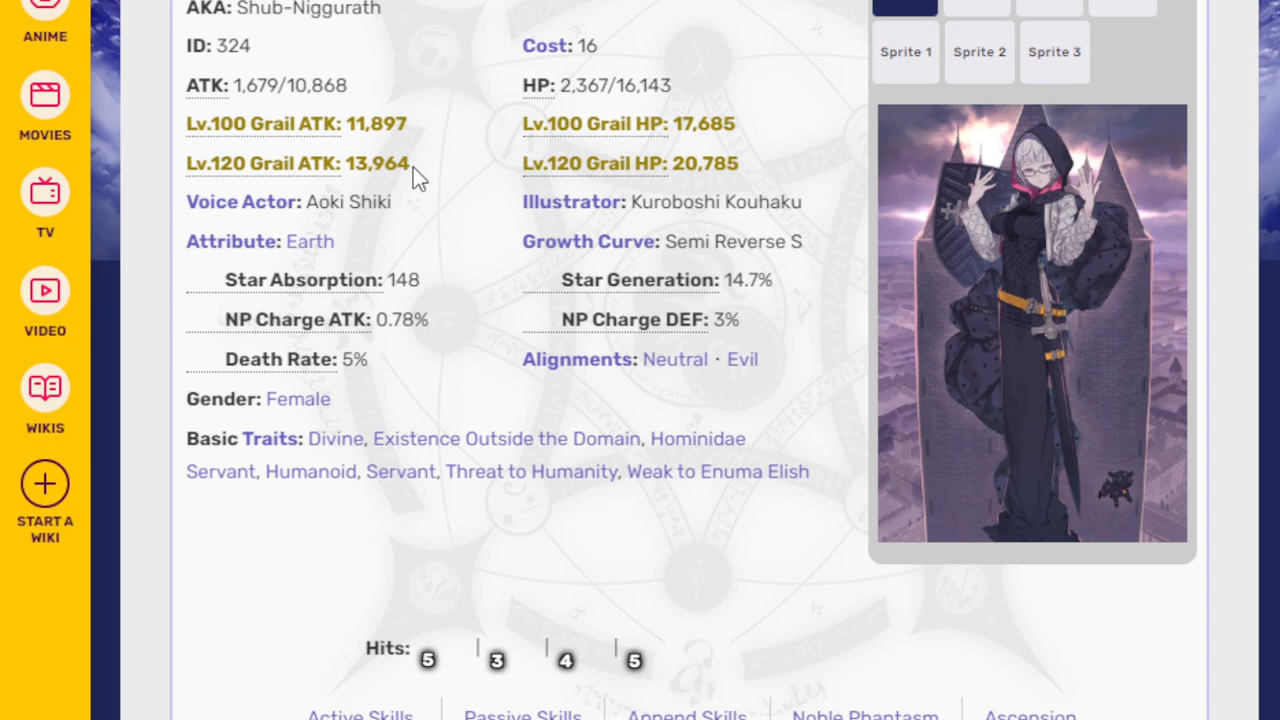 ANIME
MOVIES
TV
VIDEO
WIKIS
START A
WIKI
AKA: Shub-Niggurath
ID: 324
Cost: 16
ATK: 1,679/10,868
HP: 2,367/16,143
Lv.100 Grail ATK: 11,897
Lv.100 Grail HP: 17,685
Lv.120 Grail ATK: 13,964
Lv.120 Grail HP: 20,785
Voice Actor: Aoki Shiki
Illustrator: Kuroboshi Kouhaku
Attribute: Earth
Growth Curve: Semi Reverse S
Star Absorption: 148
Star Generation: 14.7%
NP Charge ATK: 0.78%
NP Charge DEF: 3%
Death Rate: 5%
Alignments: Neutral · Evil
Gender: Female
Basic Traits: Divine, Existence Outside the Domain, Hominidae
Servant, Humanoid, Servant, Threat to Humanity, Weak to Enuma Elish
Hits: 5 | 3 | 4 | 5
Active Skills | Passive Skills | Append Skills | Noble Phantasm | Ascension
Sprite 1 Sprite 2 Sprite 3